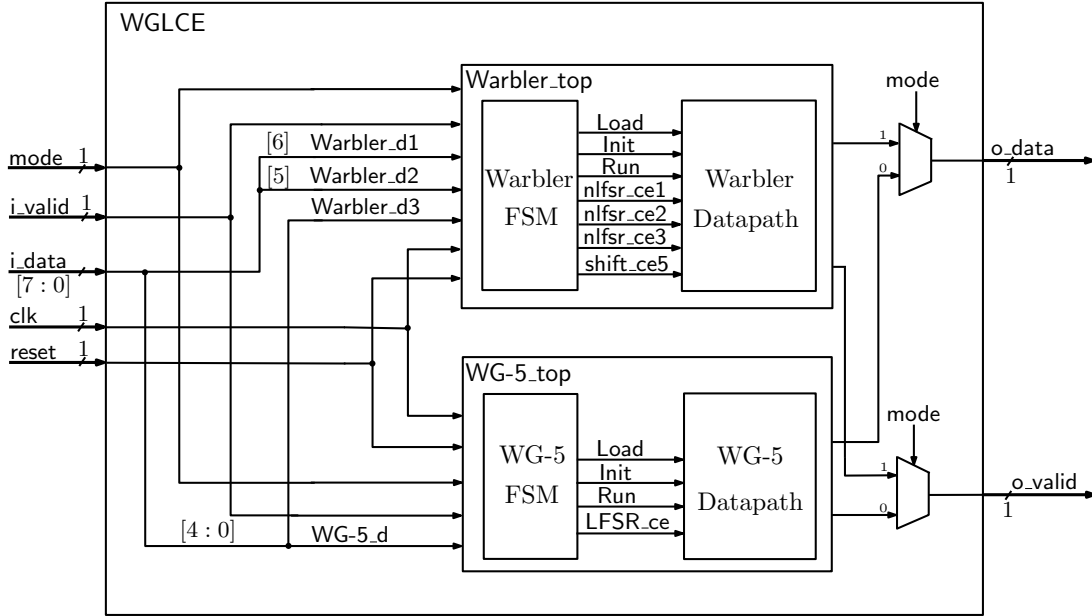 WGLCE
Warbler_top
mode
Load
1
Init
[6] Warbler_d1
mode 1
Run
Warbler
FSM
Warbler
Datapath
o_data
1
[5] Warbler_d2
nlfsr_ce1
0
i_valid 1
Warbler_d3
nlfsr_ce2
nlfsr_ce3
i_data
[7 : 0]
shift_ce5
clk 1
reset 1
WG-5_top
mode
WG-5
FSM
Load
Init
Run
LFSR_ce
WG-5
Datapath
1
0
o_valid
1
[4 : 0] WG-5_d